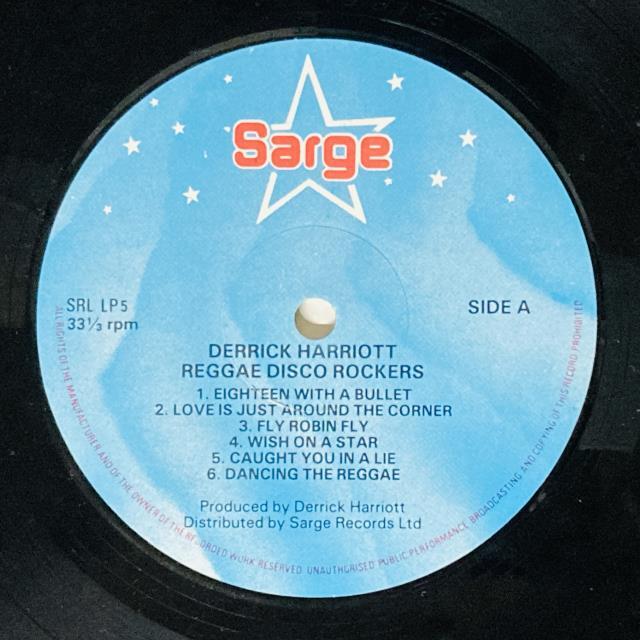 Sarge
SRL LP5
33⅓ rpm
SIDE A
DERRICK HARRIOTT
REGGAE DISCO ROCKERS
1. EIGHTEEN WITH A BULLET
2. LOVE IS JUST AROUND THE CORNER
3. FLY ROBIN FLY
4. WISH ON A STAR
5. CAUGHT YOU IN A LIE
6. DANCING THE REGGAE
Produced by Derrick Harriott
Distributed by Sarge Records Ltd
ALL RIGHTS OF THE MANUFACTURER AND OF THE OWNER OF THE RECORDED WORK RESERVED. UNAUTHORISED PUBLIC PERFORMANCE BROADCASTING AND COPYING OF THIS RECORD PROHIBITED